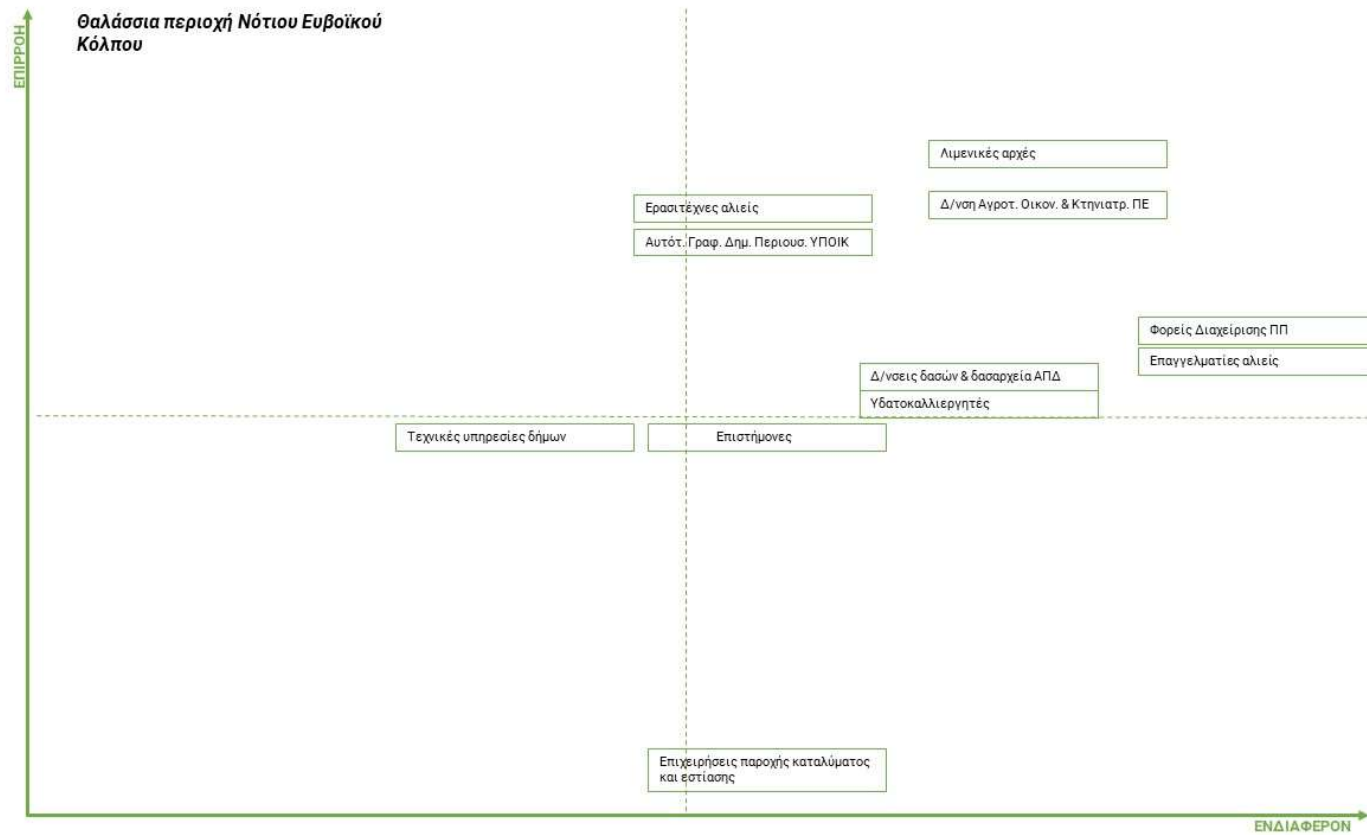 Θαλάσσια περιοχή Νότιου Ευβοϊκού
Κόλπου
ΕΠΙΡΡΟΗ
Λιμενικές αρχές
Ερασιτέχνες αλιείς
Δ/νση Αγροτ. Οικον. & Κτηνιατρ. ΠΕ
Αυτότ. Γραφ. Δημ. Περιουσ. ΥΠΟΙΚ
Φορείς Διαχείρισης ΠΠ
Επαγγελματίες αλιείς
Δ/νσεις δασών & δασαρχεία ΑΠΔ
Υδατοκαλλιεργητές
Τεχνικές υπηρεσίες δήμων
Επιστήμονες
Επιχειρήσεις παροχής καταλύματος
και εστίασης
ΕΝΔΙΑΦΕΡΟΝ